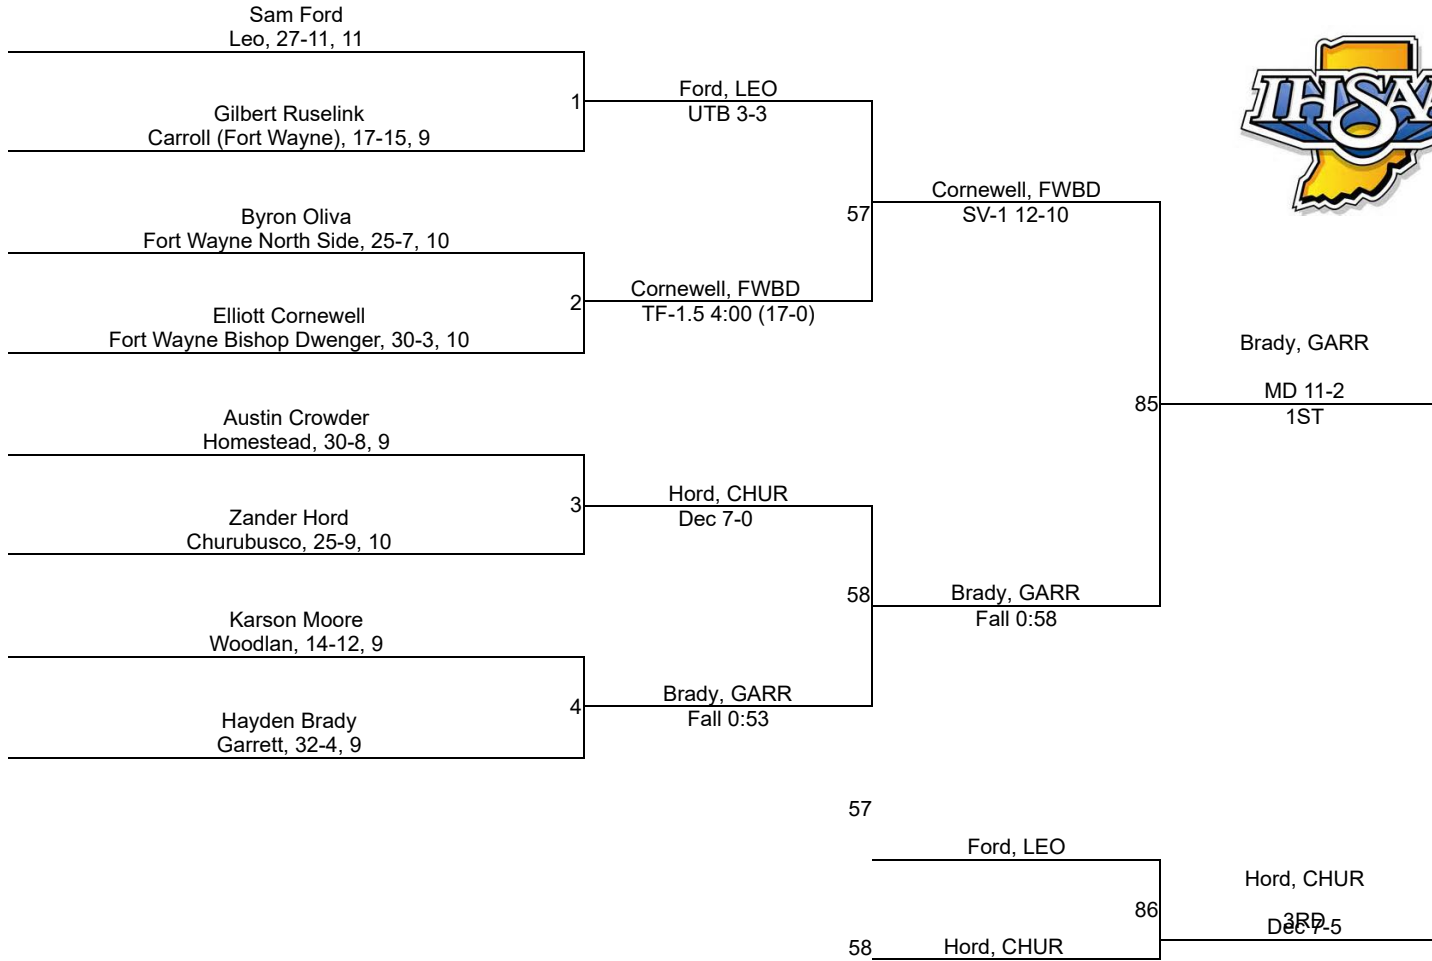 Sam Ford
Leo, 27-11, 11
Gilbert Ruselink
Carroll (Fort Wayne), 17-15, 9
1
Ford, LEO
UTB 3-3
Byron Oliva
Fort Wayne North Side, 25-7, 10
Elliott Cornewell
Fort Wayne Bishop Dwenger, 30-3, 10
2
Cornewell, FWBD
TF-1.5 4:00 (17-0)
57
Cornewell, FWBD
SV-1 12-10
IHSAA
Austin Crowder
Homestead, 30-8, 9
Zander Hord
Churubusco, 25-9, 10
3
Hord, CHUR
Dec 7-0
Karson Moore
Woodlan, 14-12, 9
Hayden Brady
Garrett, 32-4, 9
4
Brady, GARR
Fall 0:53
58
Brady, GARR
Fall 0:58
85
Brady, GARR
MD 11-2
1ST
57
Ford, LEO
58
Hord, CHUR
86
Hord, CHUR
3RD
Dec 7-5